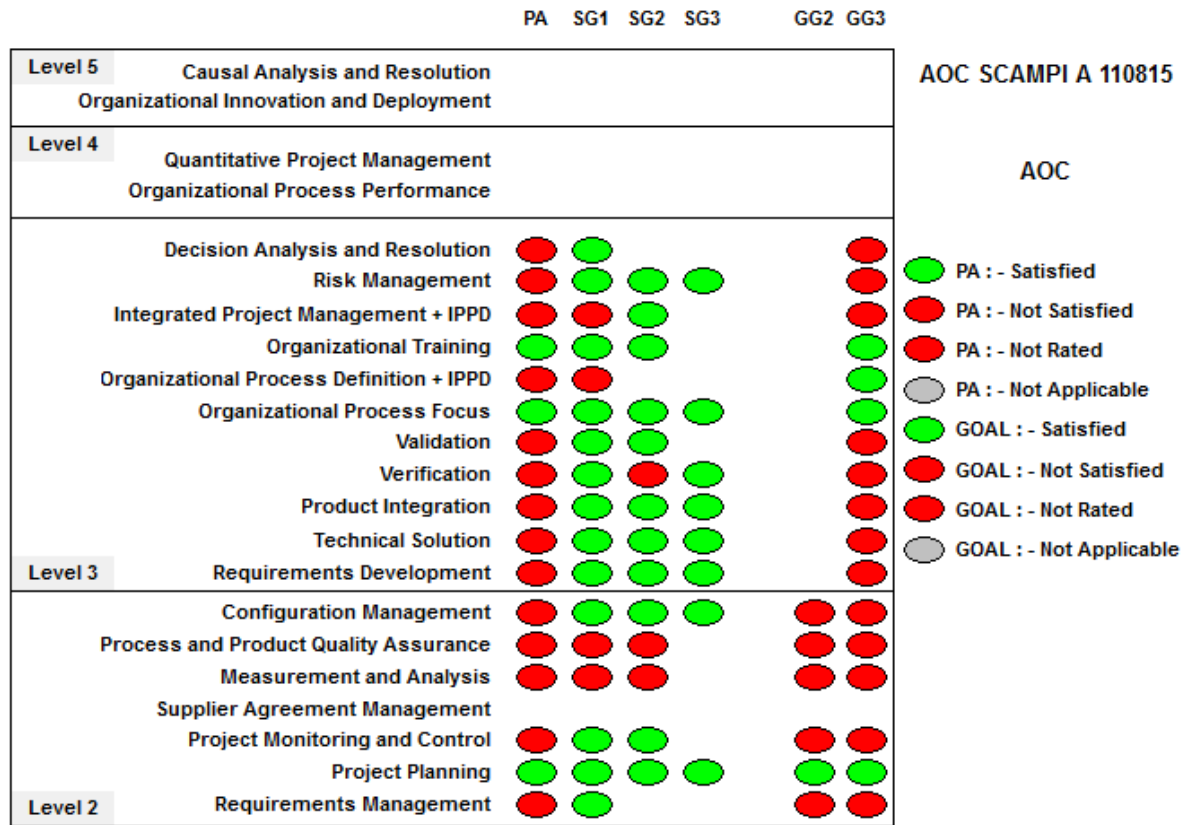 PA SG1 SG2 SG3 GG2 GG3
Level 5
Causal Analysis and Resolution
Organizational Innovation and Deployment
AOC SCAMPI A 110815
Level 4
Quantitative Project Management
Organizational Process Performance
AOC
Decision Analysis and Resolution
Risk Management
Integrated Project Management + IPPD
Organizational Training
Organizational Process Definition + IPPD
Organizational Process Focus
Validation
Verification
Product Integration
Technical Solution
Level 3
Requirements Development
PA : - Satisfied
PA : - Not Satisfied
PA : - Not Rated
PA : - Not Applicable
GOAL : - Satisfied
GOAL : - Not Satisfied
GOAL : - Not Rated
GOAL : - Not Applicable
Configuration Management
Process and Product Quality Assurance
Measurement and Analysis
Supplier Agreement Management
Project Monitoring and Control
Project Planning
Level 2
Requirements Management